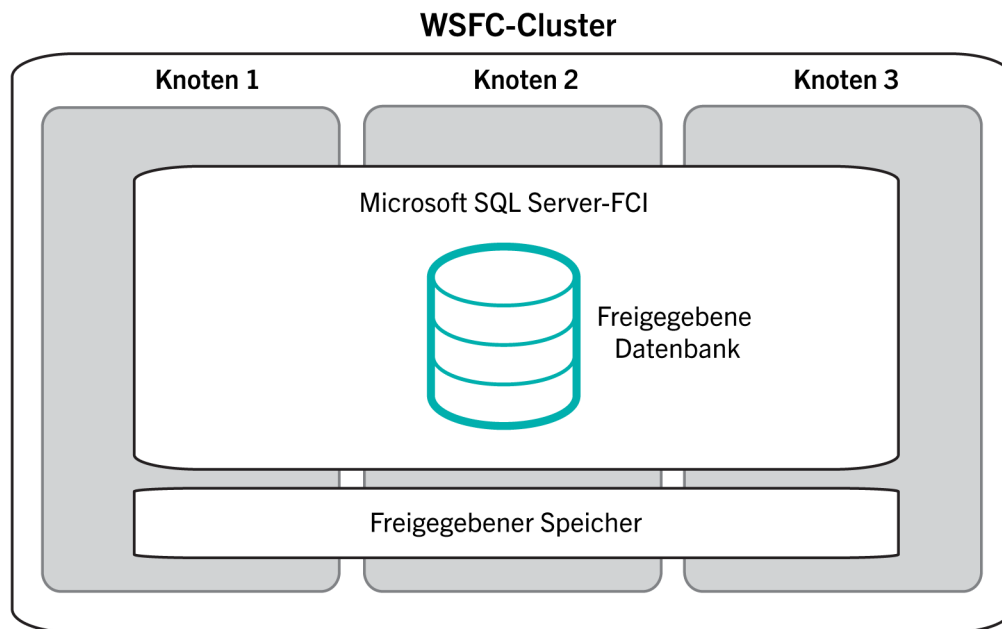 WSFC-Cluster
Knoten 1
Knoten 2
Knoten 3
Microsoft SQL Server-FCI
Freigegebene
Datenbank
Freigegebener Speicher